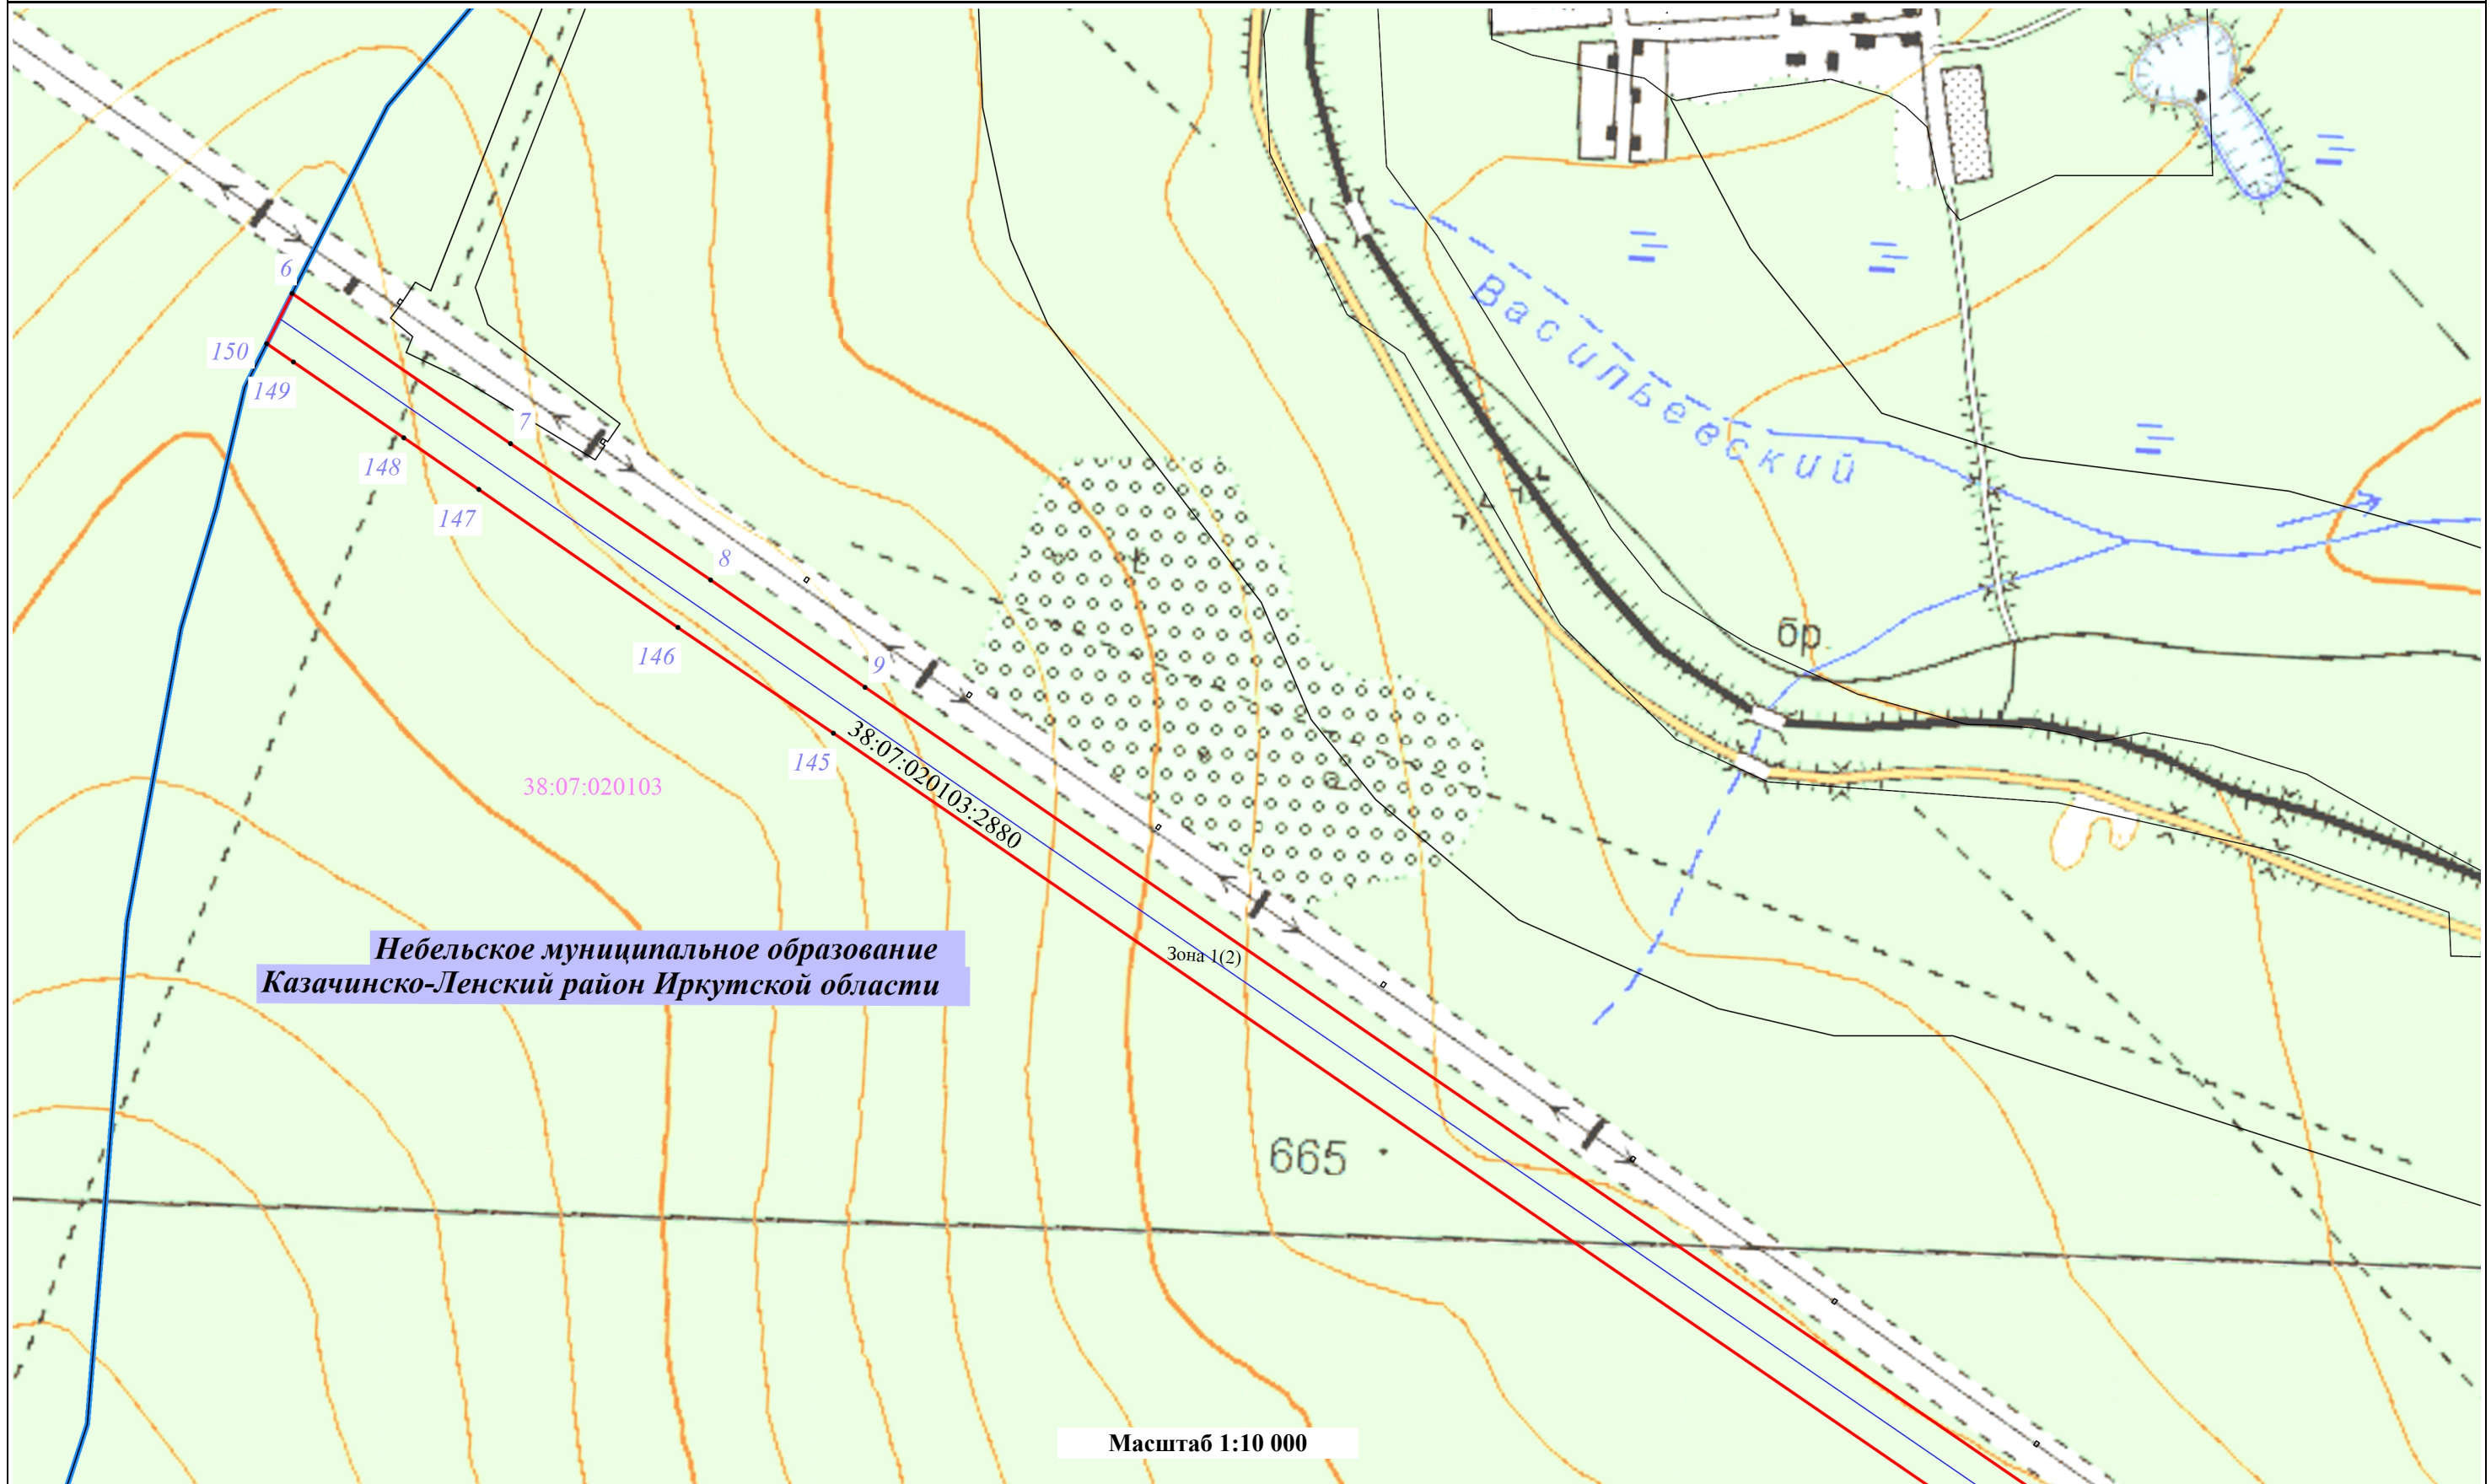 6
150
149
7
148
147
8
146
9
145
Васильевский
бр.
38:07:020103
38:07:020103:2880
Небельское муниципальное образование
Казачинско-Ленский район Иркутской области
Зона 1(2)
665
Масштаб 1:10 000